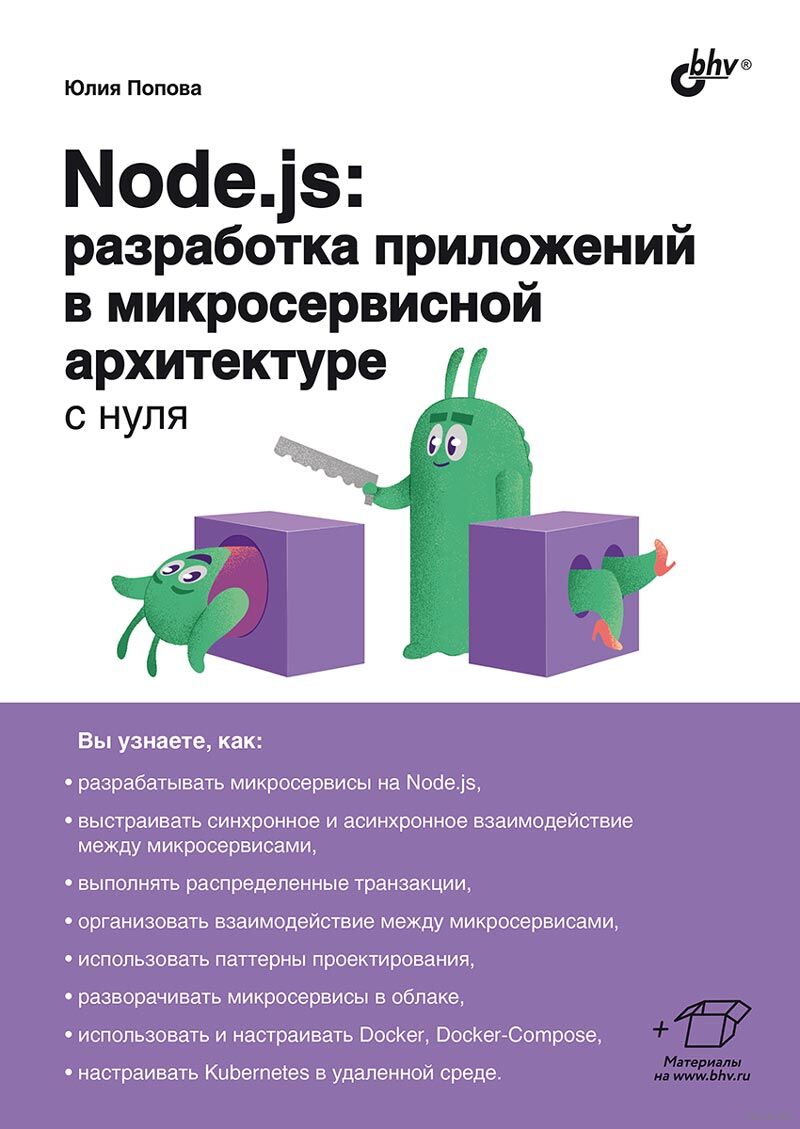 Юлия Попова
bhv®
Node.js:
разработка приложений
в микросервисной
архитектуре
с нуля
Вы узнаете, как:
• разрабатывать микросервисы на Node.js,
• выстраивать синхронное и асинхронное взаимодействие
между микросервисами,
• выполнять распределенные транзакции,
• организовать взаимодействие между микросервисами,
• использовать паттерны проектирования,
• разворачивать микросервисы в облаке,
• использовать и настраивать Docker, Docker-Compose,
• настраивать Kubernetes в удаленной среде.
+
Материалы
на www.bhv.ru